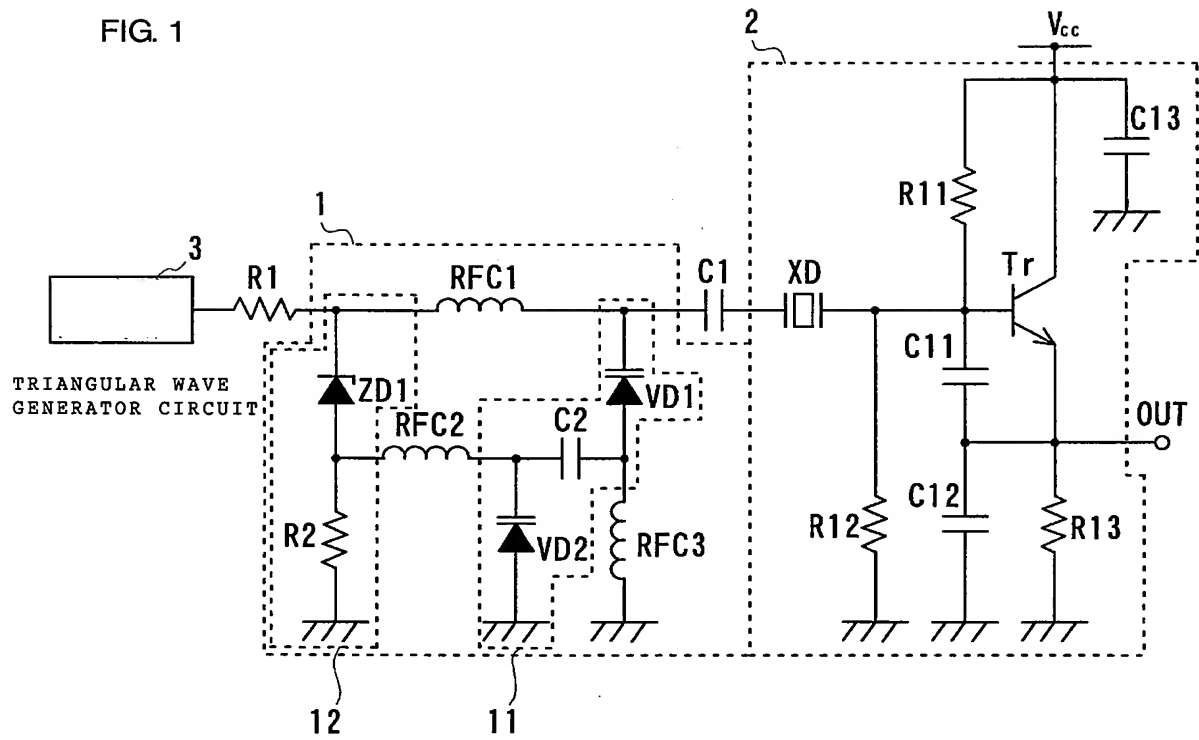 FIG. 1
2
Vcc
C13
R11
1
3
R1
RFC1
C1
XD
Tr
C11
TRIANGULAR WAVE
GENERATOR CIRCUIT
ZD1
VD1
RFC2
C2
OUT
R2
VD2
RFC3
R12
C12
R13
12
11